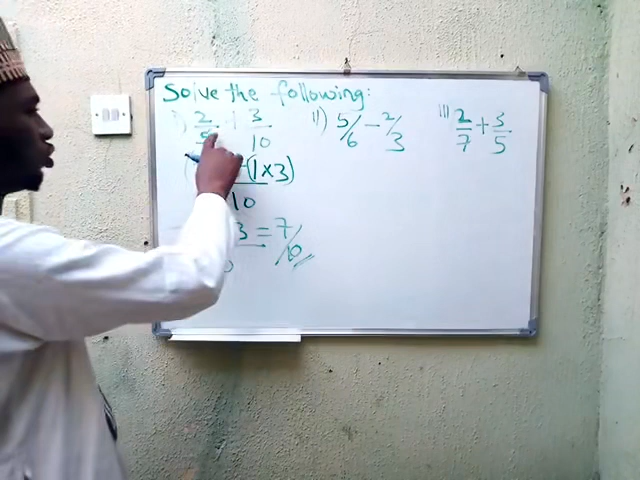 Solve the following:
i) 2/5 + 3/10 ii) 5/6 - 2/3 iii) 2/7 + 3/5
(1x3)
10
3 = 7/10
0